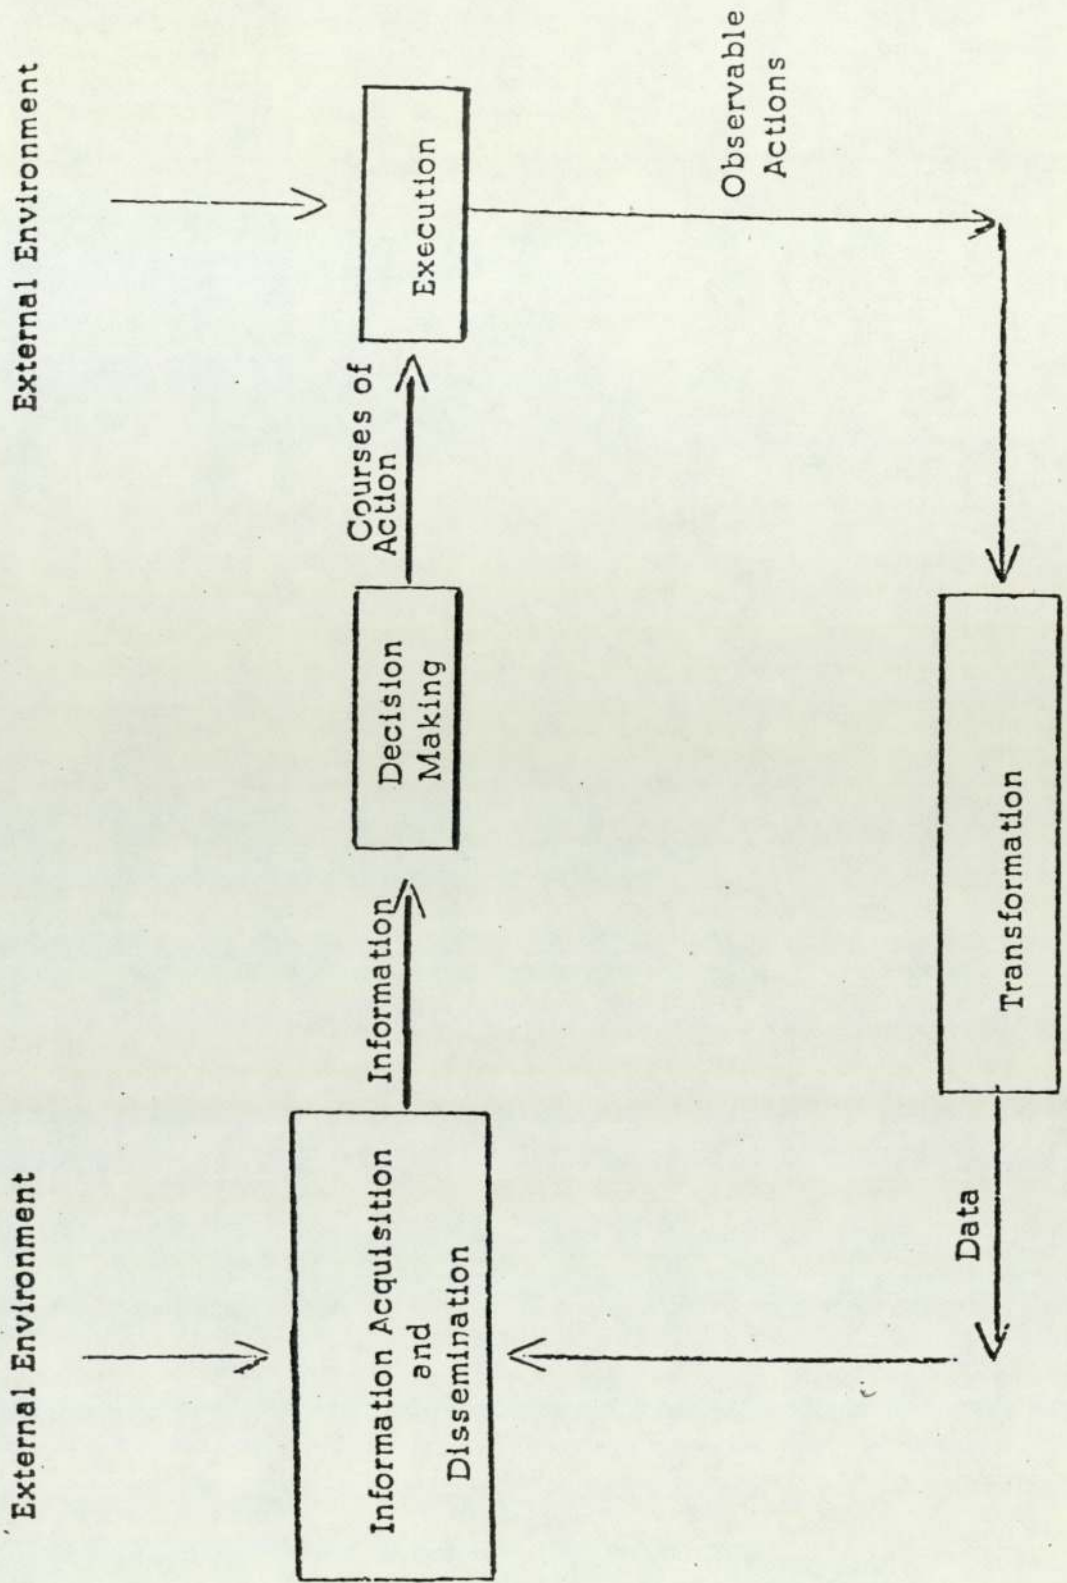 External Environment
External Environment
Information Acquisition
and
Dissemination
Information
Decision
Making
Courses of
Action
Execution
Observable
Actions
Transformation
Data